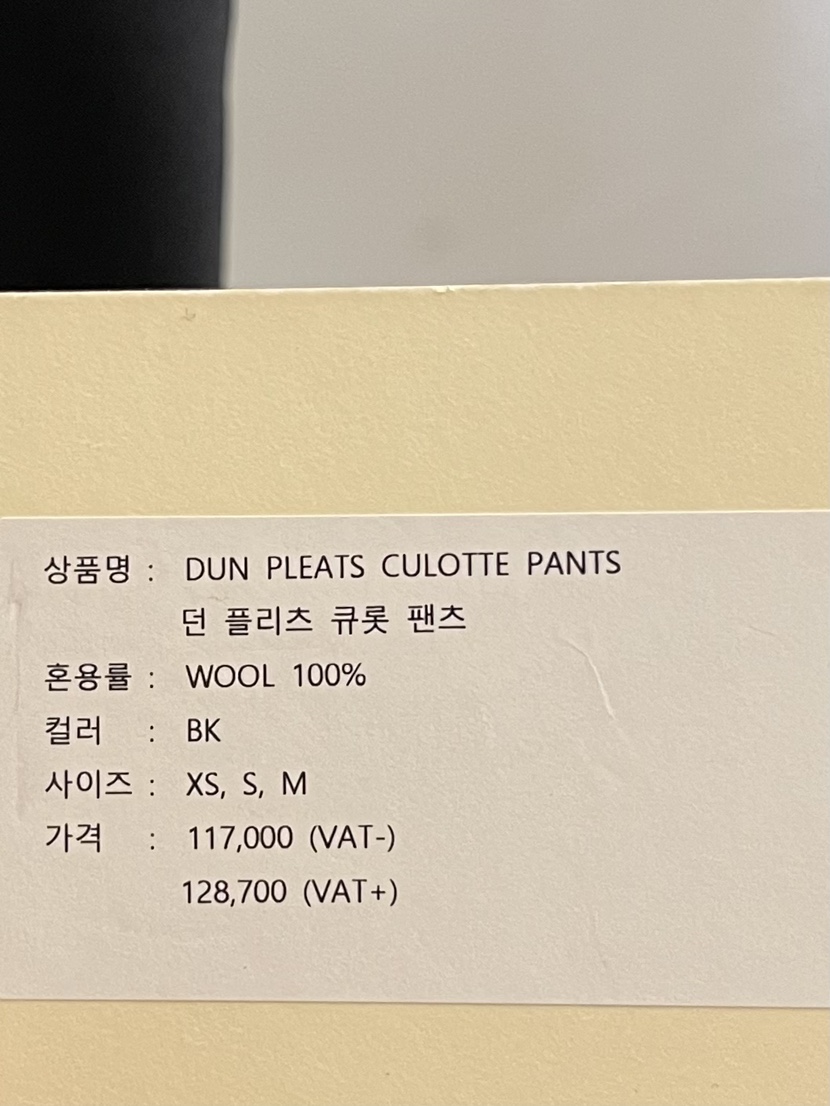 상품명 : DUN PLEATS CULOTTE PANTS
던 플리츠 큐롯 팬츠
혼용률 : WOOL 100%
컬러 : BK
사이즈 : XS, S, M
가격 : 117,000 (VAT-)
128,700 (VAT+)